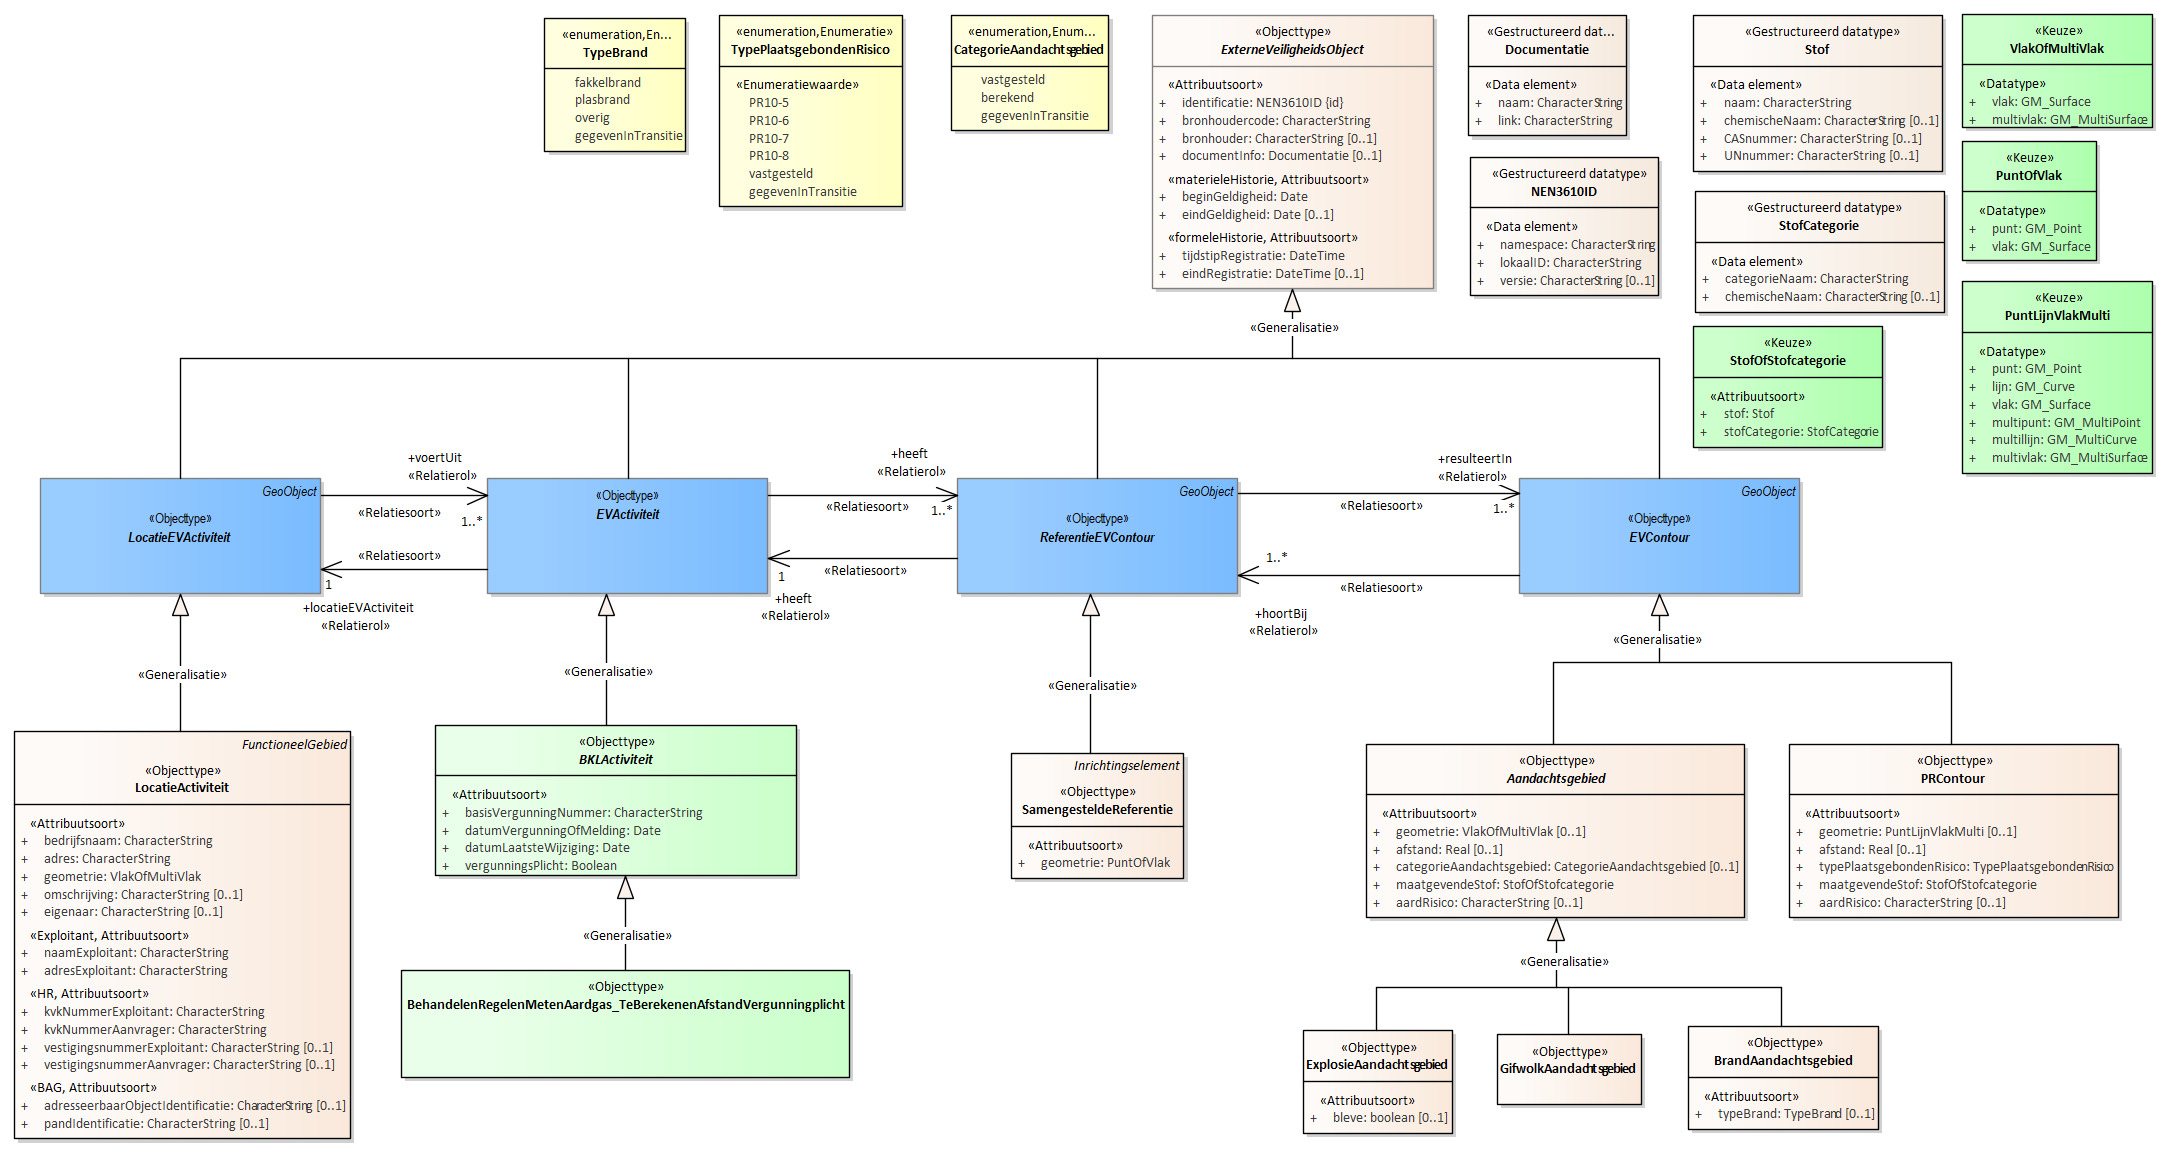 «enumeration,En...
TypeBrand
fakkelbrand
plasbrand
overig
gegevenInTransitie
«enumeration,Enumeratie»
TypePlaatsgebondenRisico
«Enumeratiewaarde»
PR10-5
PR10-6
PR10-7
PR10-8
vastgesteld
gegevenInTransitie
«enumeration,Enum...
CategorieAandachtsgebied
vastgesteld
berekend
gegevenInTransitie
«Objecttype»
ExterneVeiligheidsObject
«Attribuutsoort»
+ identificatie: NEN3610ID {id}
+ bronhoudercode: CharacterString
+ bronhouder: CharacterString [0..1]
+ documentInfo: Documentatie [0..1]
«materieleHistorie, Attribuutsoort»
+ beginGeldigheid: Date
+ eindGeldigheid: Date [0..1]
«formeleHistorie, Attribuutsoort»
+ tijdstipRegistratie: DateTime
+ eindRegistratie: DateTime [0..1]
«Gestructureerd dat...
Documentatie
«Data element»
+ naam: CharacterString
+ link: CharacterString
«Gestructureerd datatype»
NEN3610ID
«Data element»
+ namespace: CharacterString
+ lokaalID: CharacterString
+ versie: CharacterString [0..1]
«Gestructureerd datatype»
Stof
«Data element»
+ naam: CharacterString
+ chemischeNaam: CharacterString [0..1]
+ CASnummer: CharacterString [0..1]
+ UNnummer: CharacterString [0..1]
«Gestructureerd datatype»
StofCategorie
«Data element»
+ categorieNaam: CharacterString
+ chemischeNaam: CharacterString [0..1]
«Keuze»
StofOfStofcategorie
«Attribuutsoort»
+ stof: Stof
+ stofCategorie: StofCategorie
«Keuze»
VlakOfMultiVlak
«Datatype»
+ vlak: GM_Surface
+ multivlak: GM_MultiSurface
«Keuze»
PuntOfVlak
«Datatype»
+ punt: GM_Point
+ vlak: GM_Surface
«Keuze»
PuntLijnVlakMulti
«Datatype»
+ punt: GM_Point
+ lijn: GM_Curve
+ vlak: GM_Surface
+ multipunt: GM_MultiPoint
+ multillijn: GM_MultiCurve
+ multivlak: GM_MultiSurface
«Generalisatie»
GeoObject
«Objecttype»
LocatieEVActiviteit
+voertUit
«Relatierol»
«Relatiesoort»
1..*
«Relatiesoort»
1
+locatieEVActiviteit
«Relatierol»
«Objecttype»
EVActiviteit
+heeft
«Relatierol»
«Relatiesoort»
1..*
«Relatiesoort»
1
+heeft
«Relatierol»
GeoObject
«Objecttype»
ReferentieEVContour
+resulteertIn
«Relatierol»
«Relatiesoort»
1..*
1..*
«Relatiesoort»
+hoortBij
«Relatierol»
GeoObject
«Objecttype»
EVContour
«Generalisatie»
«Generalisatie»
«Generalisatie»
«Generalisatie»
FunctioneelGebied
«Objecttype»
LocatieActiviteit
«Attribuutsoort»
+ bedrijfsnaam: CharacterString
+ adres: CharacterString
+ geometrie: VlakOfMultiVlak
+ omschrijving: CharacterString [0..1]
+ eigenaar: CharacterString [0..1]
«Exploitant, Attribuutsoort»
+ naamExploitant: CharacterString
+ adresExploitant: CharacterString
«HR, Attribuutsoort»
+ kvkNummerExploitant: CharacterString
+ kvkNummerAanvrager: CharacterString
+ vestigingsnummerExploitant: CharacterString [0..1]
+ vestigingsnummerAanvrager: CharacterString [0..1]
«BAG, Attribuutsoort»
+ adresseerbaarObjectIdentificatie: CharacterString [0..1]
+ pandIdentificatie: CharacterString [0..1]
«Objecttype»
BKLActiviteit
«Attribuutsoort»
+ basisVergunningNummer: CharacterString
+ datumVergunningOfMelding: Date
+ datumLaatsteWijziging: Date
+ vergunningsPlicht: Boolean
«Generalisatie»
«Objecttype»
BehandelenRegelenMetenAardgas_TeBerekenenAfstandVergunningplicht
Inrichtingselement
«Objecttype»
SamengesteldeReferentie
«Attribuutsoort»
+ geometrie: PuntOfVlak
«Objecttype»
Aandachtsgebied
«Attribuutsoort»
+ geometrie: VlakOfMultiVlak [0..1]
+ afstand: Real [0..1]
+ categorieAandachtsgebied: CategorieAandachtsgebied [0..1]
+ maatgevendeStof: StofOfStofcategorie
+ aardRisico: CharacterString [0..1]
«Objecttype»
PRContour
«Attribuutsoort»
+ geometrie: PuntLijnVlakMulti [0..1]
+ afstand: Real [0..1]
+ typePlaatsgebondenRisico: TypePlaatsgebondenRisico
+ maatgevendeStof: StofOfStofcategorie
+ aardRisico: CharacterString [0..1]
«Generalisatie»
«Objecttype»
ExplosieAandachtsgebied
«Attribuutsoort»
+ bleve: boolean [0..1]
«Objecttype»
GifwolkAandachtsgebied
«Objecttype»
BrandAandachtsgebied
«Attribuutsoort»
+ typeBrand: TypeBrand [0..1]